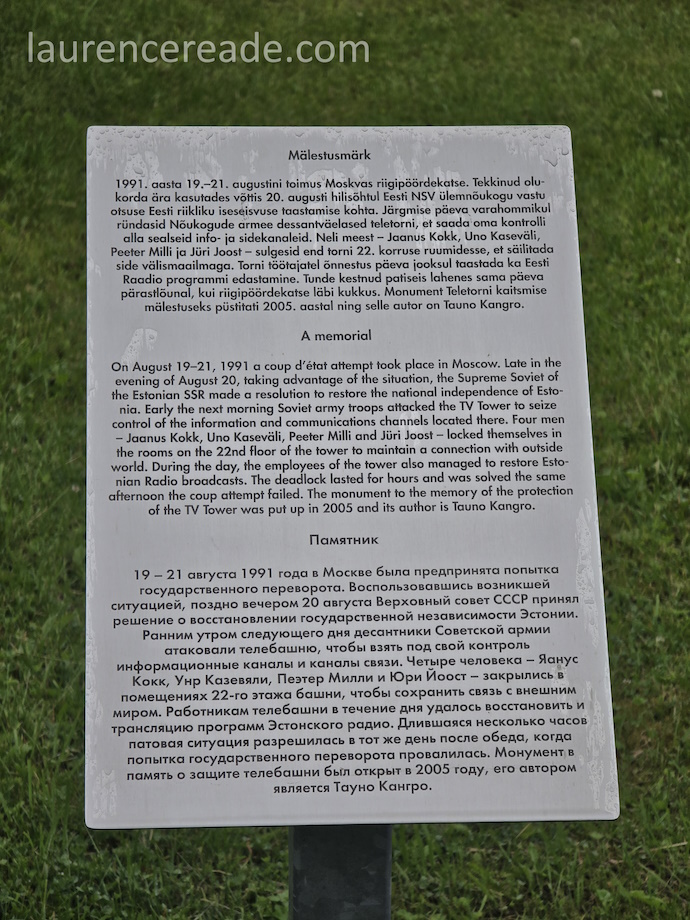 laurencereade.com
Mälestusmärk
1991. aasta 19.–21. augustini toimus Moskvas riigipöördekatse. Tekkinud olu-
korda ära kasutades võttis 20. augusti hilisõhtul Eesti NSV ülemnõukogu vastu
otsuse Eesti riikliku iseseisvuse taastamise kohta. Järgmise päeva varahommikul
ründasid Nõukogude armee dessantväelased teletorni, et saada oma kontrolli
alla sealseid info- ja sidekanaleid. Neli meest – Jaanus Kokk, Uno Kaseväli,
Peeter Milli ja Jüri Joost – sulgesid end torni 22. korruse ruumidesse, et säilitada
side välismaailmaga. Torni töötajatel õnnestus päeva jooksul taastada ka Eesti
Raadio programmi edastamine. Tunde kestnud patiseis lahenes sama päeva
pärastlõunal, kui riigipöördekatse läbi kukkus. Monument Teletorni kaitsmise
mälestuseks püstitati 2005. aastal ning selle autor on Tauno Kangro.
A memorial
On August 19–21, 1991 a coup d’état attempt took place in Moscow. Late in the
evening of August 20, taking advantage of the situation, the Supreme Soviet of
the Estonian SSR made a resolution to restore the national independence of Esto-
nia. Early the next morning Soviet army troops attacked the TV Tower to seize
control of the information and communications channels located there. Four men
– Jaanus Kokk, Uno Kaseväli, Peeter Milli and Jüri Joost – locked themselves in
the rooms on the 22nd floor of the tower to maintain a connection with outside
world. During the day, the employees of the tower also managed to restore Esto-
nian Radio broadcasts. The deadlock lasted for hours and was solved the same
afternoon the coup attempt failed. The monument to the memory of the protection
of the TV Tower was put up in 2005 and its author is Tauno Kangro.
Памятник
19 – 21 августа 1991 года в Москве была предпринята попытка
государственного переворота. Воспользовавшись возникшей
ситуацией, поздно вечером 20 августа Верховный совет СССР принял
решение о восстановлении государственной независимости Эстонии.
Ранним утром следующего дня десантники Советской армии
атаковали телебашню, чтобы взять под свой контроль
информационные каналы и каналы связи. Четыре человека – Яанус
Кокк, Унр Казевяли, Пеэтер Милли и Юри Йоост – закрылись в
помещениях 22-го этажа башни, чтобы сохранить связь с внешним
миром. Работникам телебашни в течение дня удалось восстановить и
трансляцию программ Эстонского радио. Длившаяся несколько часов
патовая ситуация разрешилась в тот же день после обеда, когда
попытка государственного переворота провалилась. Монумент в
память о защите телебашни был открыт в 2005 году, его автором
является Тауно Кангро.